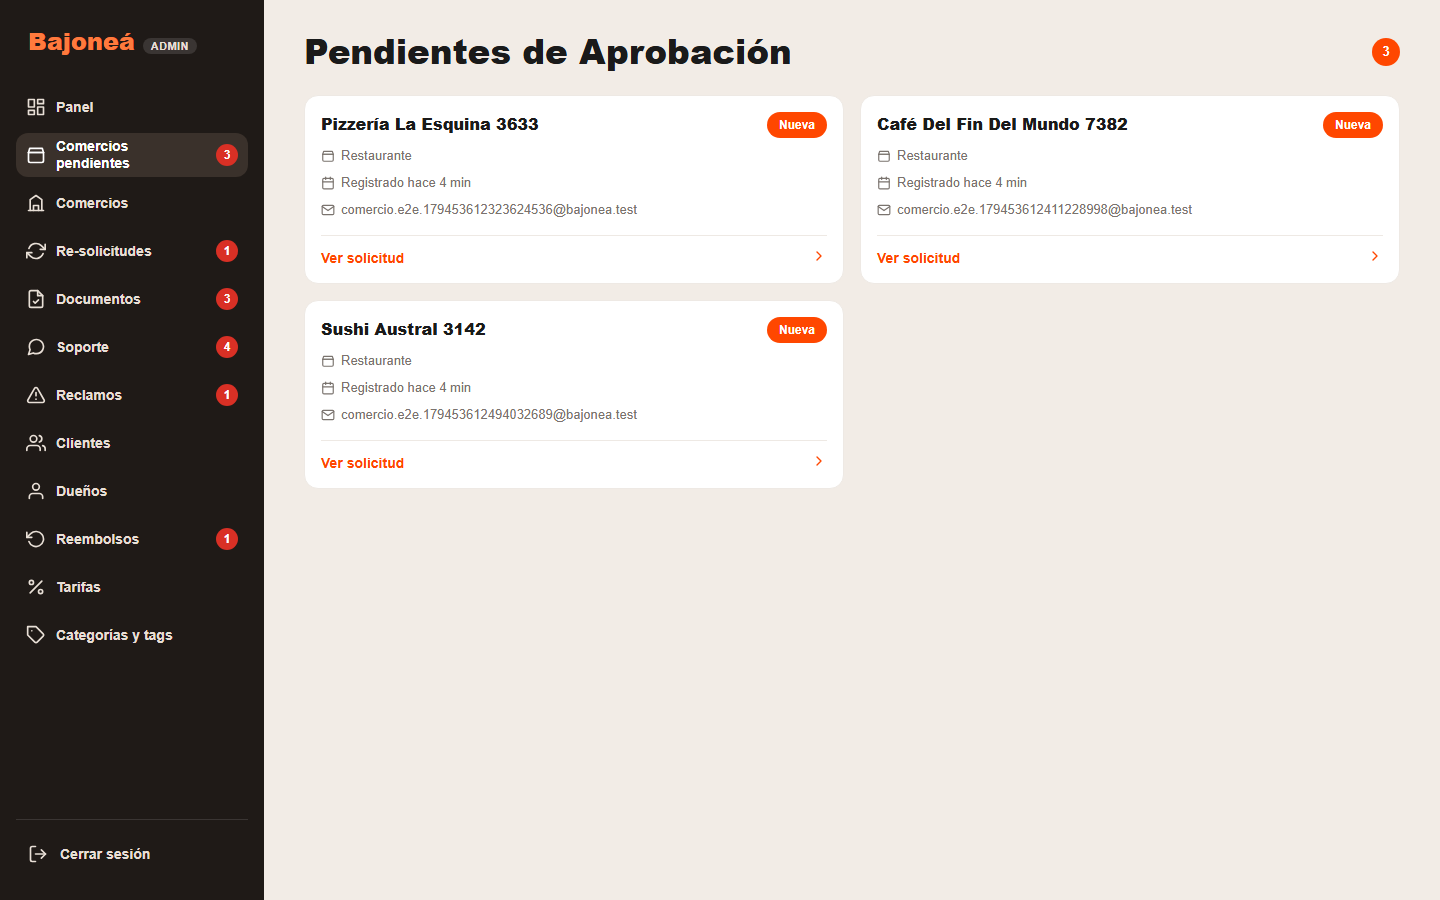 Bajoneá ADMIN
Panel
Comercios
pendientes 3
Comercios
Re-solicitudes 1
Documentos 3
Soporte 4
Reclamos 1
Clientes
Dueños
Reembolsos 1
Tarifas
Categorías y tags
Cerrar sesión
Pendientes de Aprobación 3
Pizzería La Esquina 3633 Nueva
Restaurante
Registrado hace 4 min
comercio.e2e.179453612323624536@bajonea.test
Ver solicitud
Café Del Fin Del Mundo 7382 Nueva
Restaurante
Registrado hace 4 min
comercio.e2e.179453612411228998@bajonea.test
Ver solicitud
Sushi Austral 3142 Nueva
Restaurante
Registrado hace 4 min
comercio.e2e.179453612494032689@bajonea.test
Ver solicitud